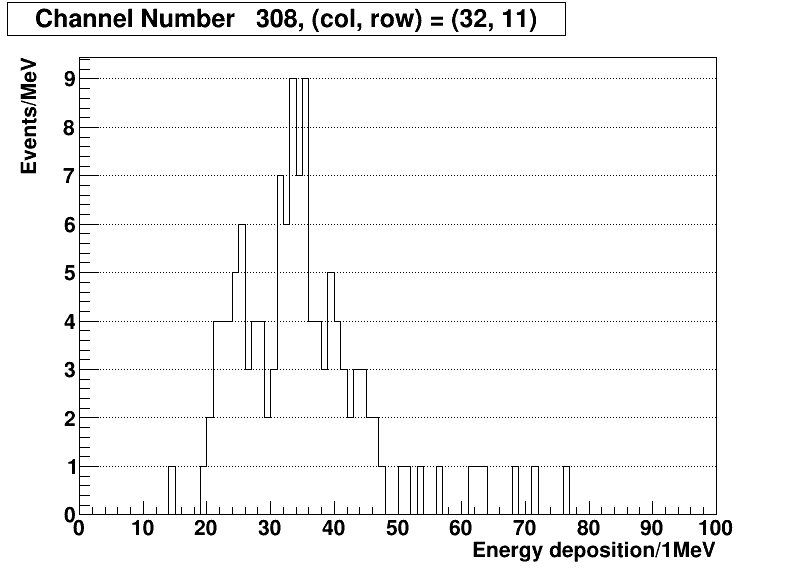 Channel Number 308, (col, row) = (32, 11)
Events/MeV
9
8
7
6
5
4
3
2
1
0
0 10 20 30 40 50 60 70 80 90 100
Energy deposition/1MeV